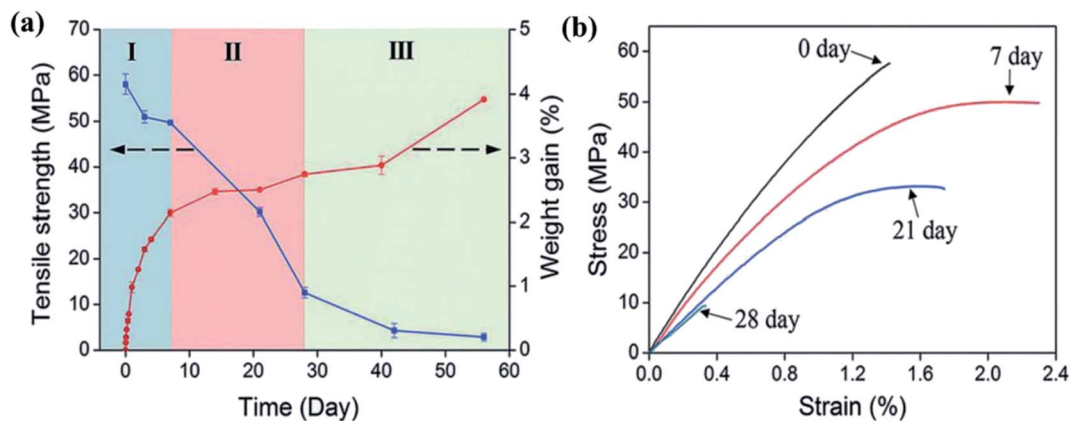 (a)
I II III
Tensile strength (MPa)
70
60
50
40
30
20
10
0
Weight gain (%)
5
4
3
2
1
0
0 10 20 30 40 50 60
Time (Day)
(b)
0 day
7 day
21 day
28 day
Stress (MPa)
60
50
40
30
20
10
0
0.0 0.4 0.8 1.2 1.6 2.0 2.4
Strain (%)